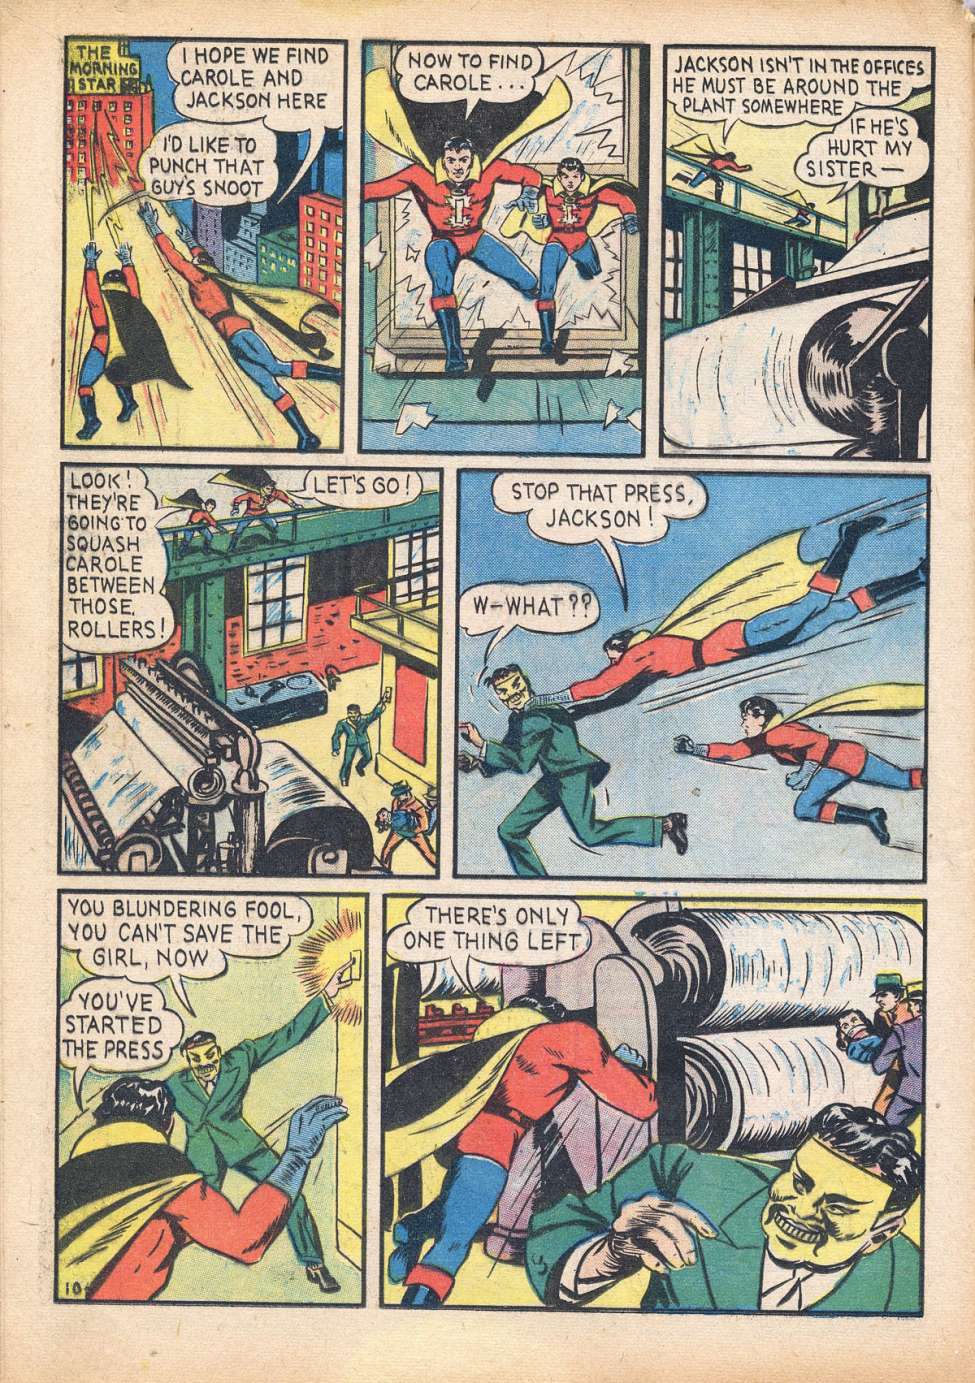 THE
MORNING
STAR
I HOPE WE FIND
CAROLE AND
JACKSON HERE
I'D LIKE TO
PUNCH THAT
GUY'S SNOOT
NOW TO FIND
CAROLE...
JACKSON ISN'T IN THE OFFICES
HE MUST BE AROUND THE
PLANT SOMEWHERE
IF HE'S
HURT MY
SISTER—
LOOK!
THEY'RE
GOING TO
SQUASH
CAROLE
BETWEEN
THOSE,
ROLLERS!
LET'S GO!
STOP THAT PRESS,
JACKSON!
W-WHAT??
YOU BLUNDERING FOOL,
YOU CAN'T SAVE THE
GIRL, NOW
YOU'VE
STARTED
THE PRESS
10
THERE'S ONLY
ONE THING LEFT